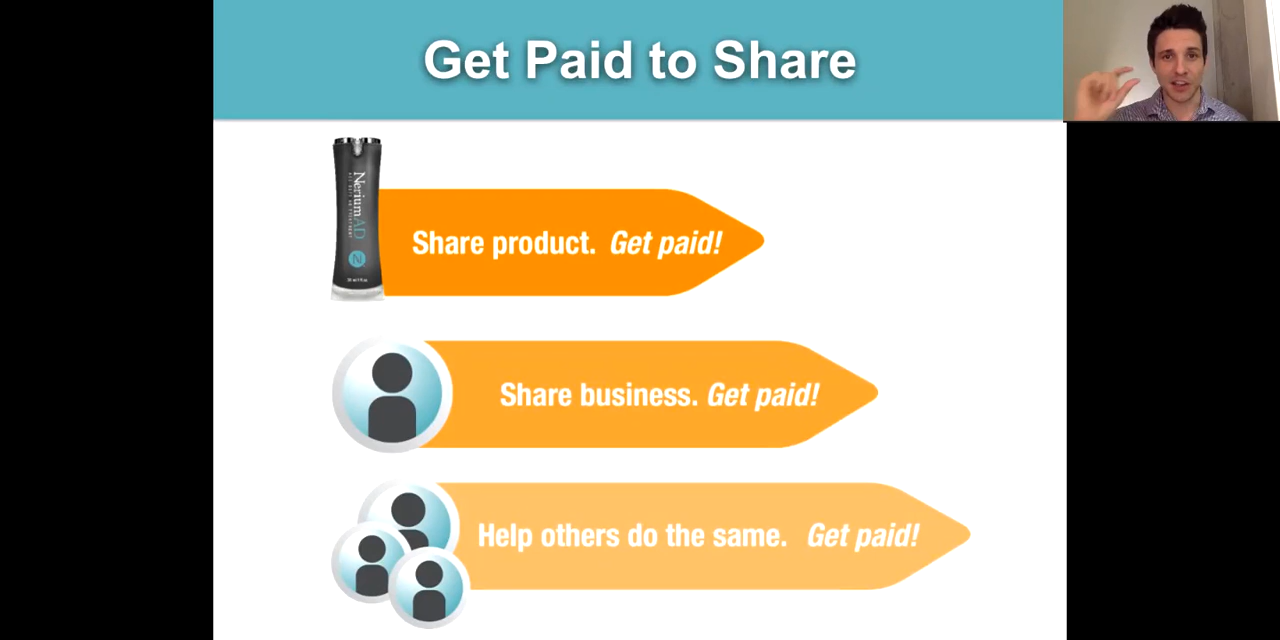 Get Paid to Share
NeriumAD
N
Share product. Get paid!
Share business. Get paid!
Help others do the same. Get paid!